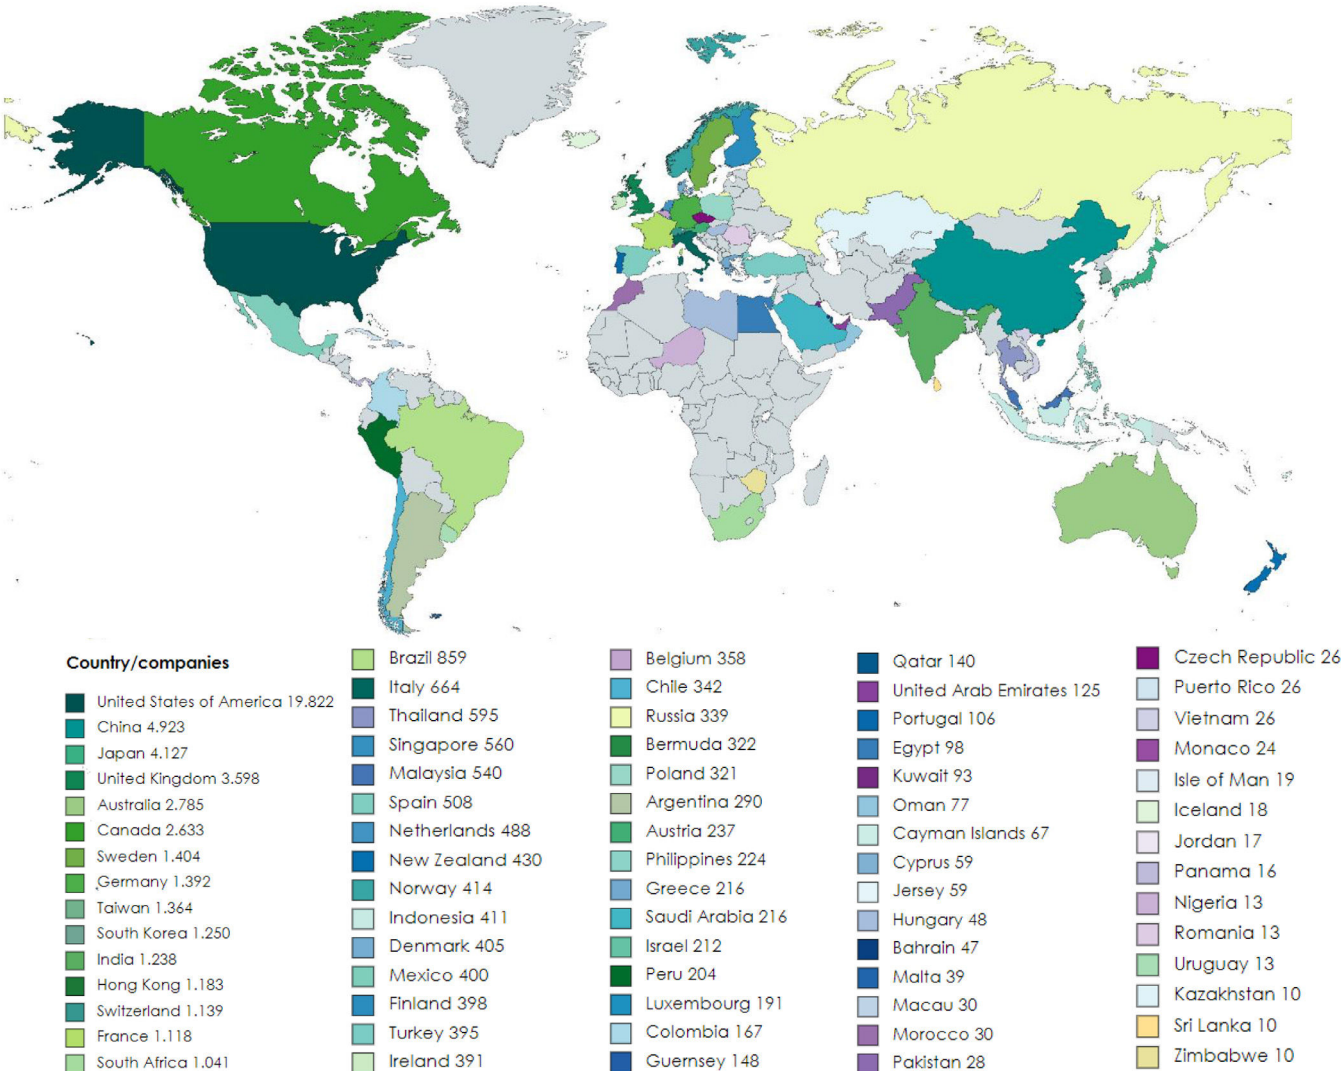 Country/companies
United States of America 19.822
China 4.923
Japan 4.127
United Kingdom 3.598
Australia 2.785
Canada 2.633
Sweden 1.404
Germany 1.392
Taiwan 1.364
South Korea 1.250
India 1.238
Hong Kong 1.183
Switzerland 1.139
France 1.118
South Africa 1.041
Brazil 859
Italy 664
Thailand 595
Singapore 560
Malaysia 540
Spain 508
Netherlands 488
New Zealand 430
Norway 414
Indonesia 411
Denmark 405
Mexico 400
Finland 398
Turkey 395
Ireland 391
Belgium 358
Chile 342
Russia 339
Bermuda 322
Poland 321
Argentina 290
Austria 237
Philippines 224
Greece 216
Saudi Arabia 216
Israel 212
Peru 204
Luxembourg 191
Colombia 167
Guernsey 148
Qatar 140
United Arab Emirates 125
Portugal 106
Egypt 98
Kuwait 93
Oman 77
Cayman Islands 67
Cyprus 59
Jersey 59
Hungary 48
Bahrain 47
Malta 39
Macau 30
Morocco 30
Pakistan 28
Czech Republic 26
Puerto Rico 26
Vietnam 26
Monaco 24
Isle of Man 19
Iceland 18
Jordan 17
Panama 16
Nigeria 13
Romania 13
Uruguay 13
Kazakhstan 10
Sri Lanka 10
Zimbabwe 10